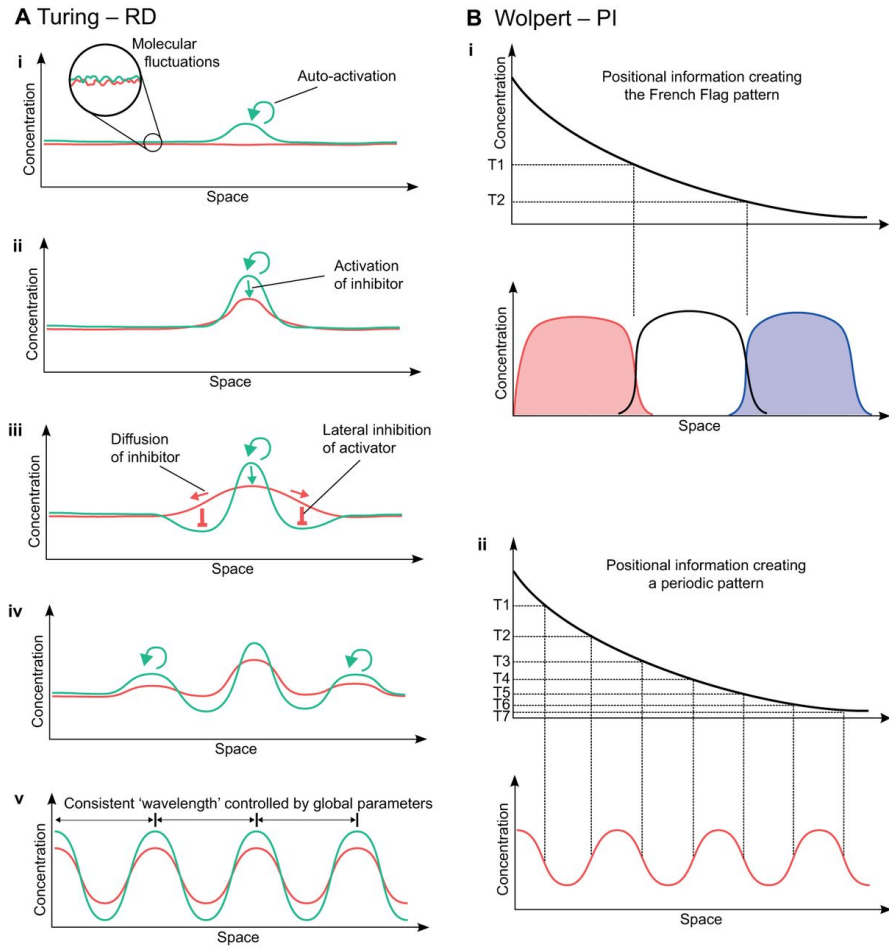 A Turing – RD
i
Molecular
fluctuations
Auto-activation
Concentration
Space
ii
Activation
of inhibitor
Concentration
Space
iii
Diffusion
of inhibitor
Lateral inhibition
of activator
Concentration
Space
iv
Concentration
Space
v
Consistent ‘wavelength’ controlled by global parameters
Concentration
Space
B Wolpert – PI
i
Positional information creating
the French Flag pattern
Concentration
T1
T2
Concentration
Space
ii
Positional information creating
a periodic pattern
T1
T2
T3
T4
T5
T6
T7
Concentration
Space